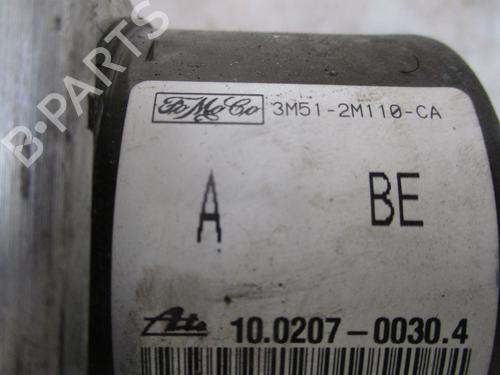 B-PARTS
FoMoCo 3M51-2M110-CA
A BE
Ate 10.0207-0030.4